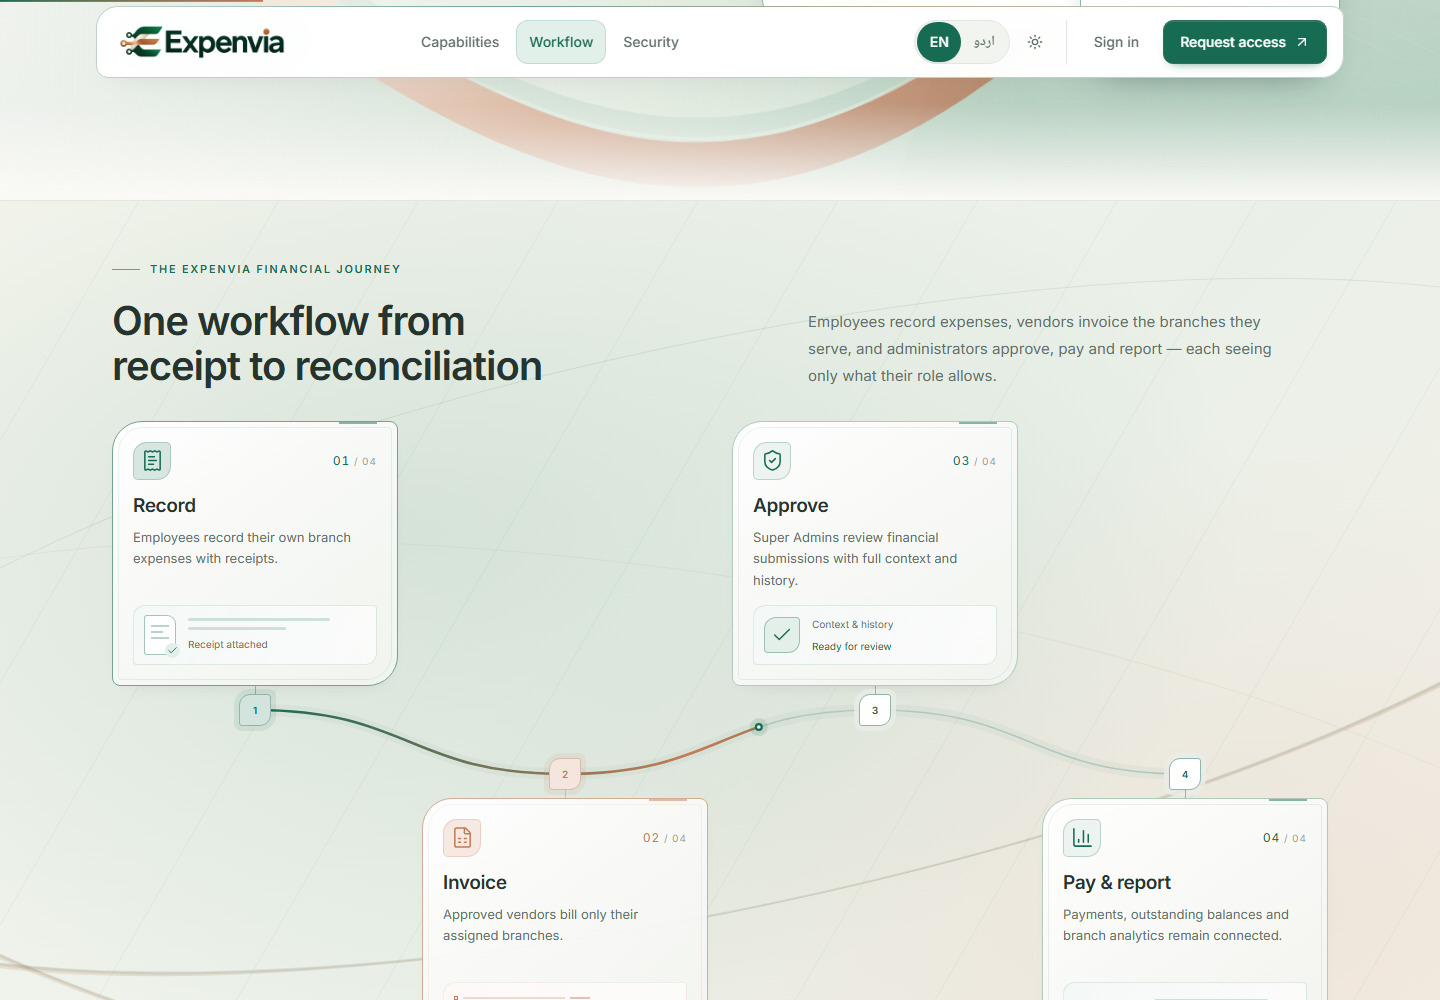 Expenvia
Capabilities
Workflow
Security
EN
اردو
Sign in
Request access
THE EXPENVIA FINANCIAL JOURNEY
One workflow from
receipt to reconciliation
Employees record expenses, vendors invoice the branches they
serve, and administrators approve, pay and report — each seeing
only what their role allows.
01 / 04
Record
Employees record their own branch
expenses with receipts.
Receipt attached
1
03 / 04
Approve
Super Admins review financial
submissions with full context and
history.
Context & history
Ready for review
3
2
02 / 04
Invoice
Approved vendors bill only their
assigned branches.
4
04 / 04
Pay & report
Payments, outstanding balances and
branch analytics remain connected.